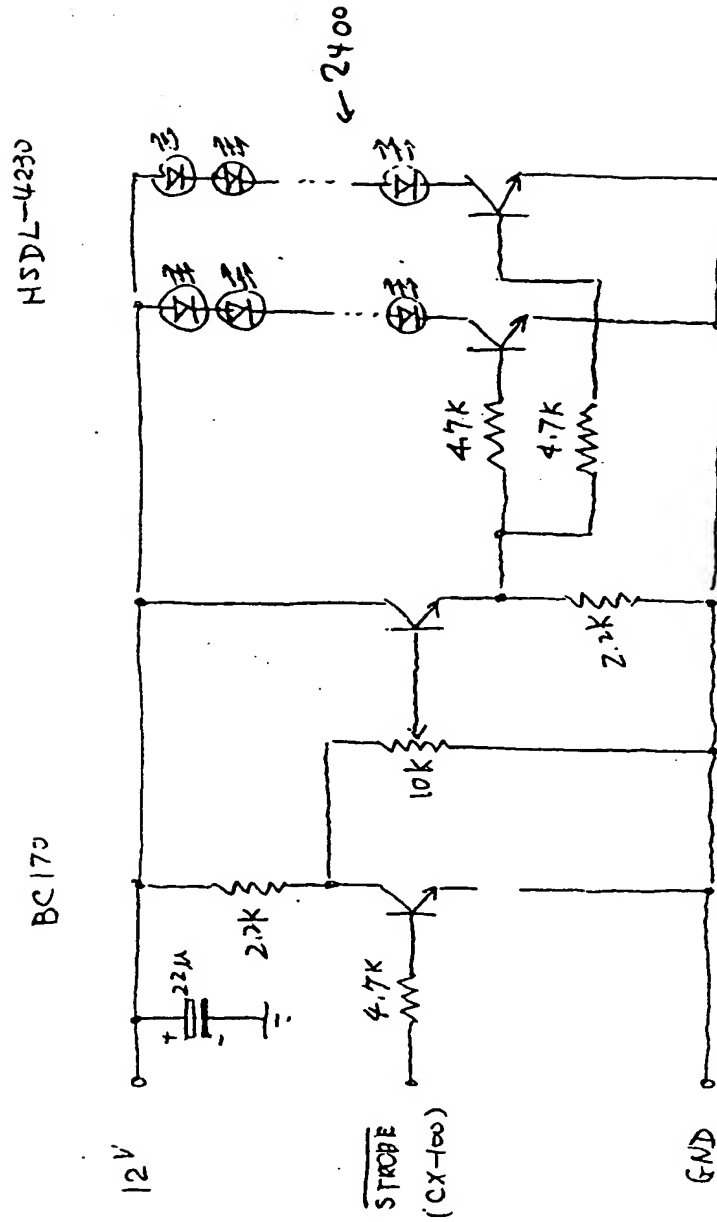 BC170
HSDL-4230
← 2400
12V
+
22μ
-
2.2K
4.7K
STROBE
(CX-100)
10K
2.2K
4.7K
4.7K
GND